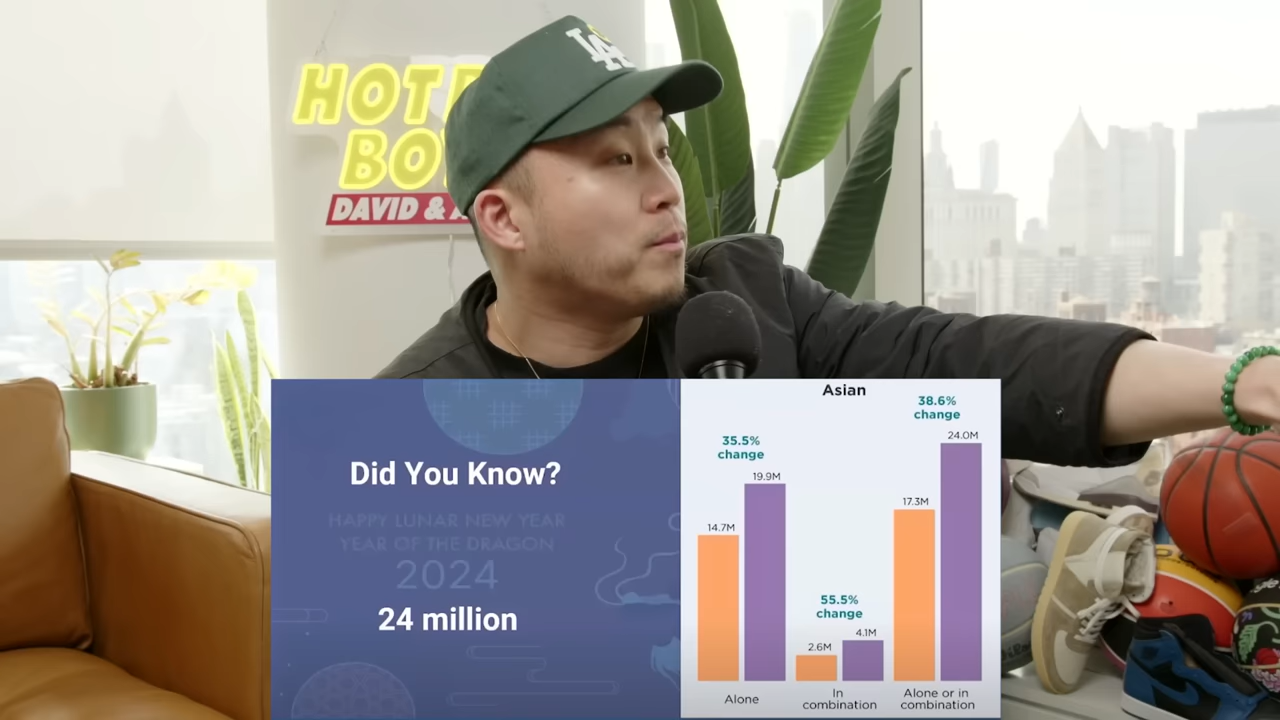 LA
HOT
BO
DAVID & A
Did You Know?
HAPPY LUNAR NEW YEAR
YEAR OF THE DRAGON
2024
24 million
Asian
35.5%
change
14.7M
19.9M
55.5%
change
2.6M
4.1M
38.6%
change
17.3M
24.0M
Alone
In
combination
Alone or in
combination